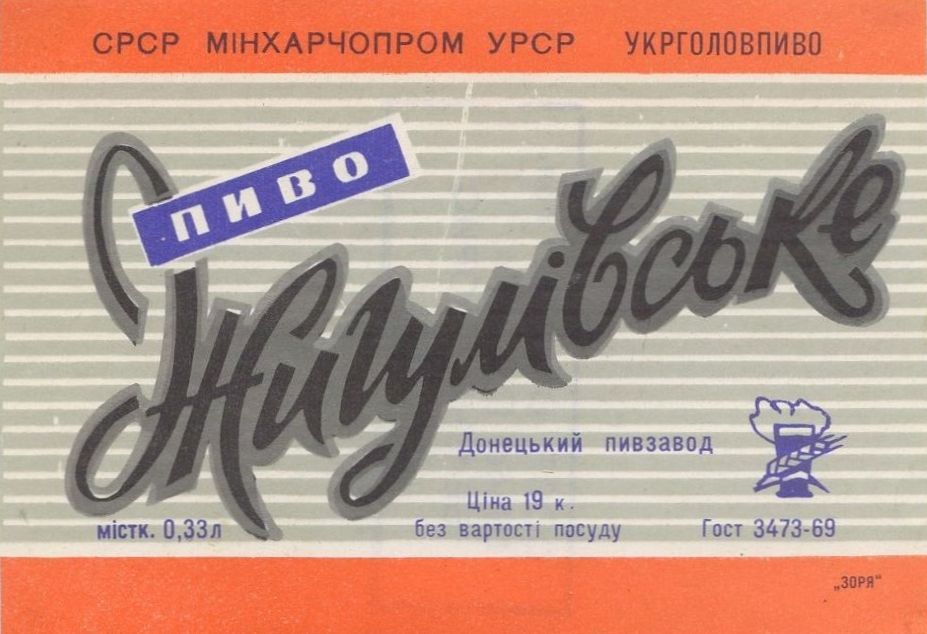 СРСР МІНХАРЧОПРОМ УРСР УКРГОЛОВПИВО
ПИВО
Жигулівське
Донецький пивзавод
Ціна 19 к.
містк. 0,33л без вартості посуду Гост 3473-69
„ЗОРЯ"